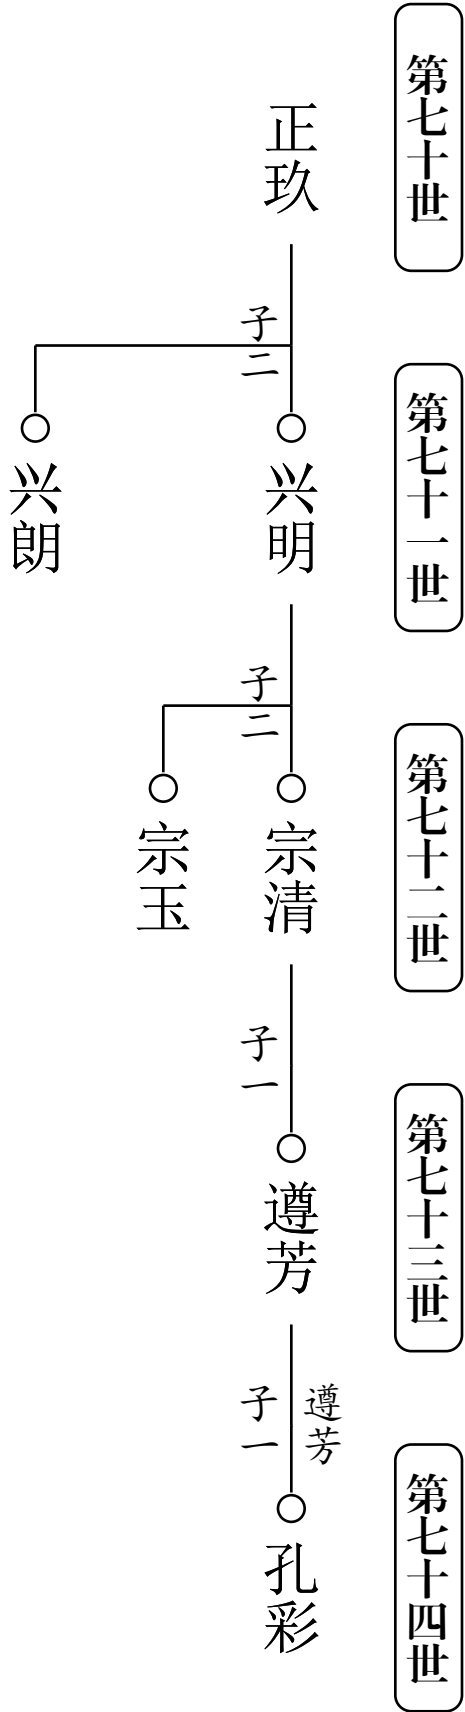 第七十世
正玖
子二
第七十一世
兴明
兴朗
子二
第七十二世
宗清
宗玉
子一
第七十三世
遵芳
遵芳
子一
第七十四世
孔彩